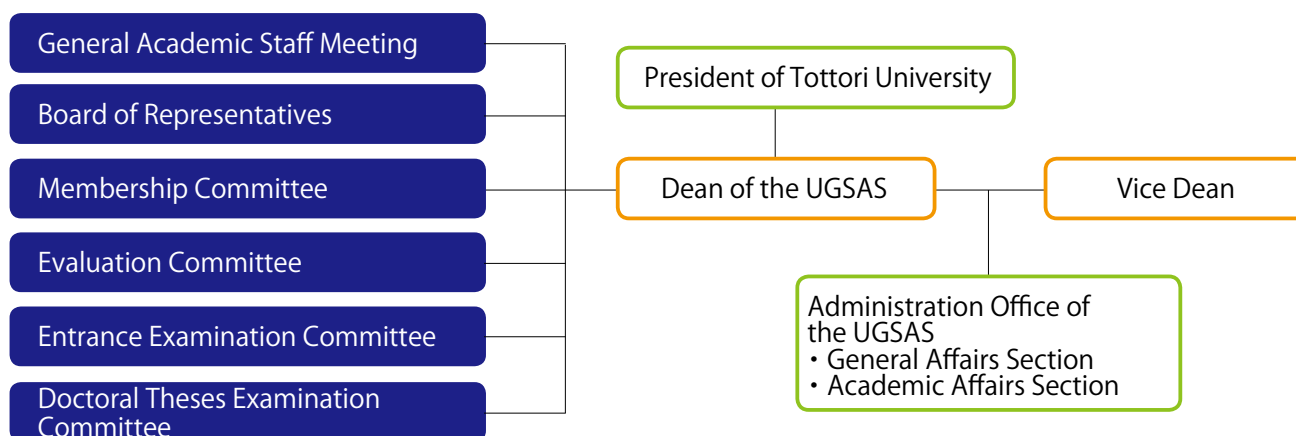 General Academic Staff Meeting
Board of Representatives
Membership Committee
Evaluation Committee
Entrance Examination Committee
Doctoral Theses Examination
Committee
President of Tottori University
Dean of the UGSAS
Vice Dean
Administration Office of
the UGSAS
・General Affairs Section
・Academic Affairs Section